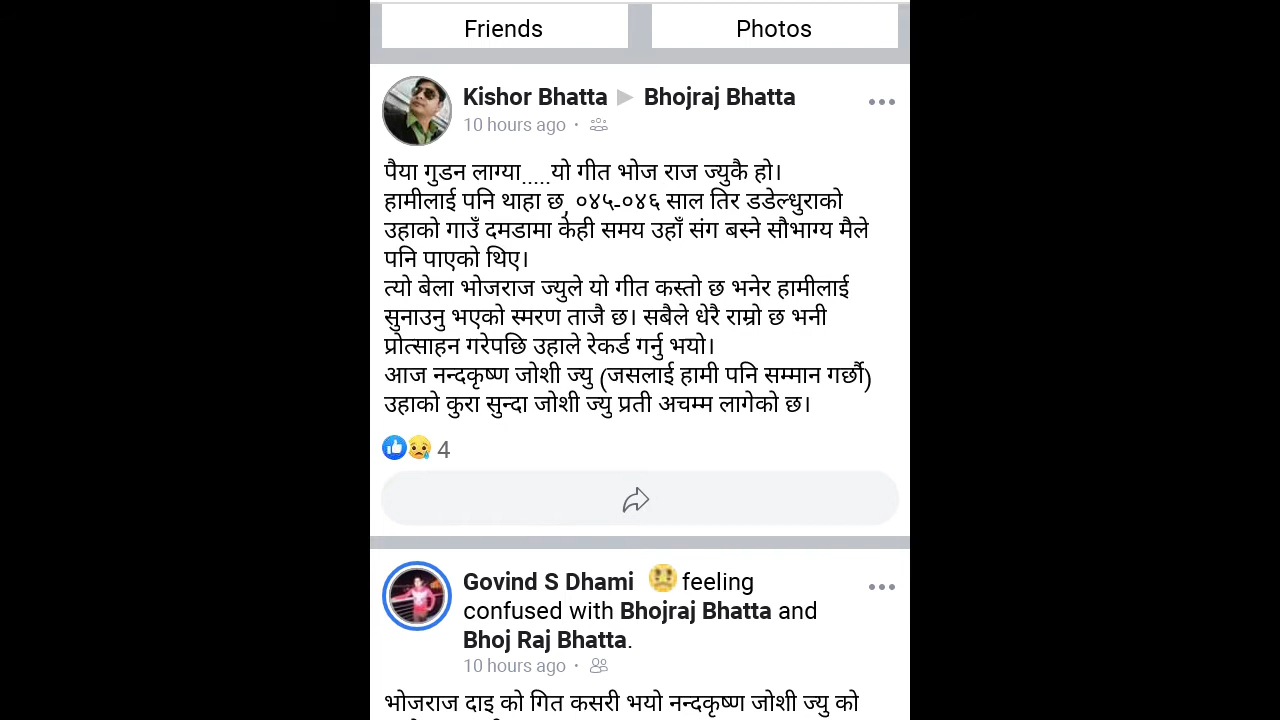 Friends
Photos
Kishor Bhatta ▶ Bhojraj Bhatta
10 hours ago ·
पैया गुडन लाग्या.....यो गीत भोज राज ज्युकै हो।
हामीलाई पनि थाहा छ, ०४५-०४६ साल तिर डडेल्धुराको
उहाको गाउँ दमडामा केही समय उहाँ संग बस्ने सौभाग्य मैले
पनि पाएको थिए।
त्यो बेला भोजराज ज्युले यो गीत कस्तो छ भनेर हामीलाई
सुनाउनु भएको स्मरण ताजै छ। सबैले धेरै राम्रो छ भनी
प्रोत्साहन गरेपछि उहाले रेकर्ड गर्नु भयो।
आज नन्दकृष्ण जोशी ज्यु (जसलाई हामी पनि सम्मान गर्छौं)
उहाको कुरा सुन्दा जोशी ज्यु प्रती अचम्म लागेको छ।
4
Govind S Dhami feeling
confused with Bhojraj Bhatta and
Bhoj Raj Bhatta.
10 hours ago ·
भोजराज दाइ को गित कसरी भयो नन्दकृष्ण जोशी ज्यु को